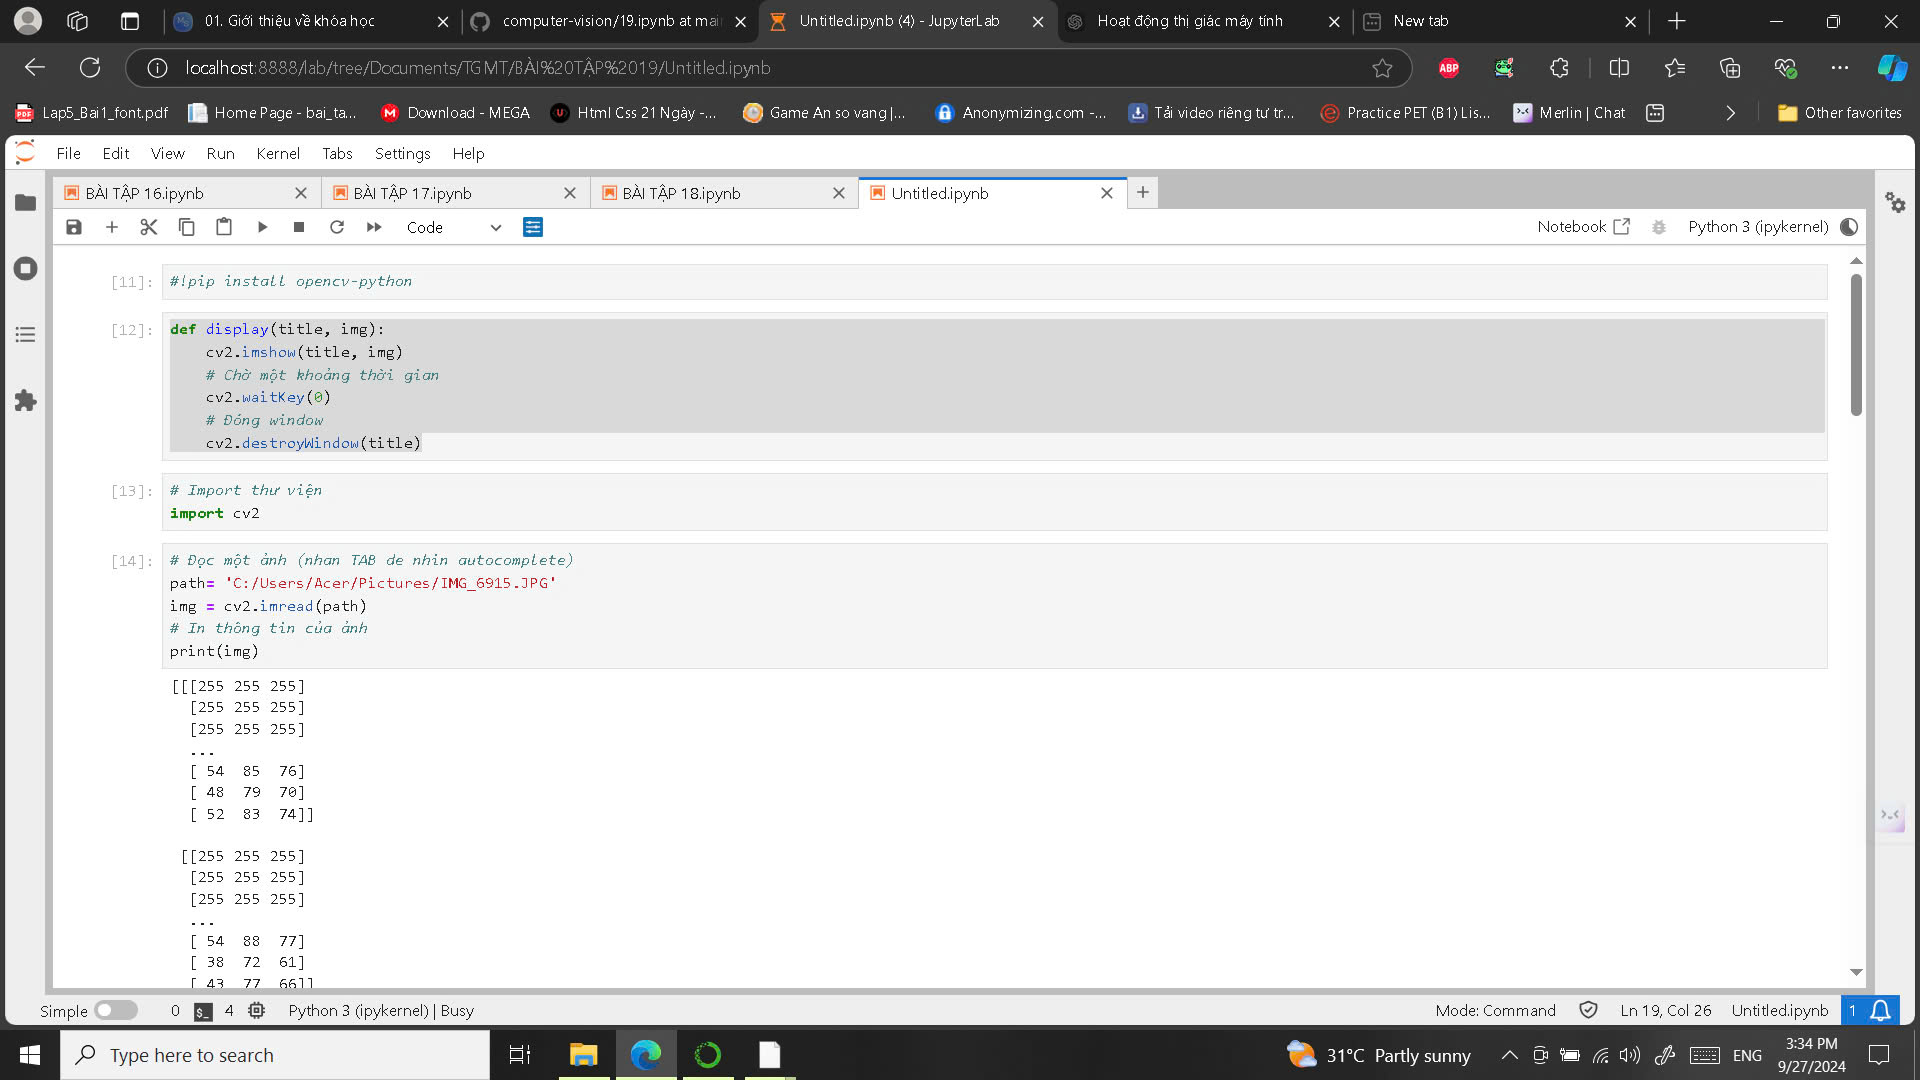 01. Giới thiệu về khóa học
computer-vision/19.ipynb at mai
Untitled.ipynb (4) - JupyterLab
Hoạt động thị giác máy tính
New tab
localhost:8888/lab/tree/Documents/TGMT/BÀI%20TẬP%2019/Untitled.ipynb
ABP
Lap5_Bai1_font.pdf
Home Page - bai_ta...
Download - MEGA
Html Css 21 Ngày -...
Game An so vang |...
Anonymizing.com -...
Tải video riêng tư tr...
Practice PET (B1) Lis...
Merlin | Chat
Other favorites
File Edit View Run Kernel Tabs Settings Help
BÀI TẬP 16.ipynb
BÀI TẬP 17.ipynb
BÀI TẬP 18.ipynb
Untitled.ipynb
Code
Notebook
Python 3 (ipykernel)
[11]: #!pip install opencv-python
[12]: def display(title, img):
cv2.imshow(title, img)
# Chờ một khoảng thời gian
cv2.waitKey(0)
# Đóng window
cv2.destroyWindow(title)
[13]: # Import thư viện
import cv2
[14]: # Đọc một ảnh (nhan TAB de nhin autocomplete)
path= 'C:/Users/Acer/Pictures/IMG_6915.JPG'
img = cv2.imread(path)
# In thông tin của ảnh
print(img)
[[[255 255 255]
[255 255 255]
[255 255 255]
...
[ 54 85 76]
[ 48 79 70]
[ 52 83 74]]
[[255 255 255]
[255 255 255]
[255 255 255]
...
[ 54 88 77]
[ 38 72 61]
[ 43 77 66]]
Simple 0 $_ 4 Python 3 (ipykernel) | Busy
Mode: Command Ln 19, Col 26 Untitled.ipynb 1
Type here to search
31°C Partly sunny
ENG
3:34 PM
9/27/2024